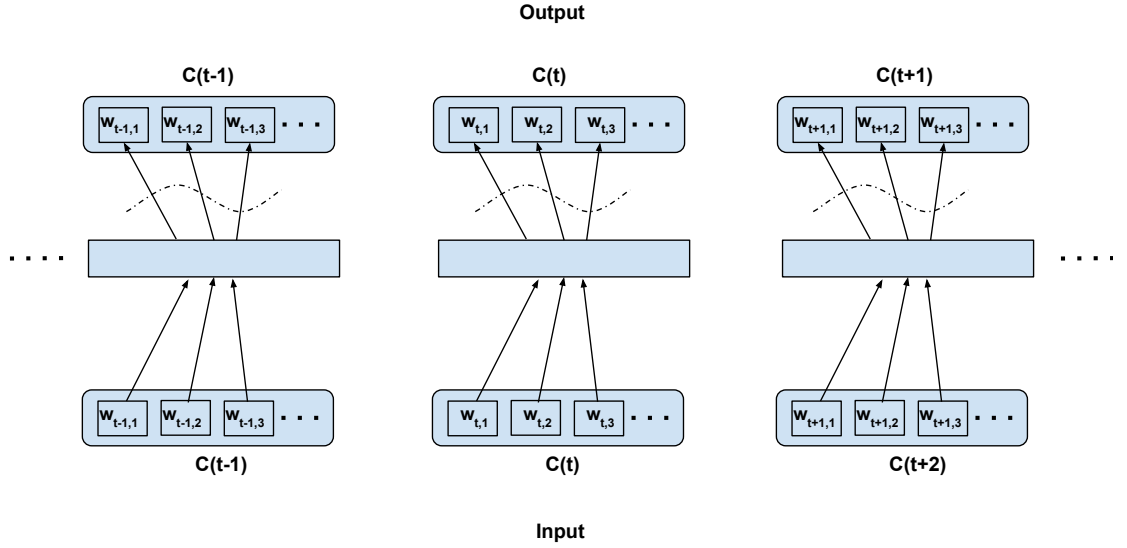 Output
C(t-1) C(t) C(t+1)
w t-1,1 w t-1,2 w t-1,3 . . . w t,1 w t,2 w t,3 . . . w t+1,1 w t+1,2 w t+1,3 . . .
. . . . . . . .
w t-1,1 w t-1,2 w t-1,3 . . . w t,1 w t,2 w t,3 . . . w t+1,1 w t+1,2 w t+1,3 . . .
C(t-1) C(t) C(t+2)
Input